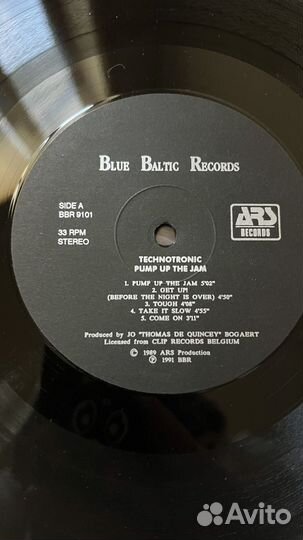 BLUE BALTIC RECORDS
SIDE A
BBR 9101
33 RPM
STEREO
ARS
RECORDS
TECHNOTRONIC
PUMP UP THE JAM
1. PUMP UP THE JAM 5'02"
2. GET UP!
(BEFORE THE NIGHT IS OVER) 4'50"
3. TOUGH 4'08"
4. TAKE IT SLOW 4'55"
5. COME ON 3'11"
Produced by JO "THOMAS DE QUINCEY" BOGAERT
Licensed from CLIP RECORDS BELGIUM
© 1989 ARS Production
℗ 1991 BBR
Avito